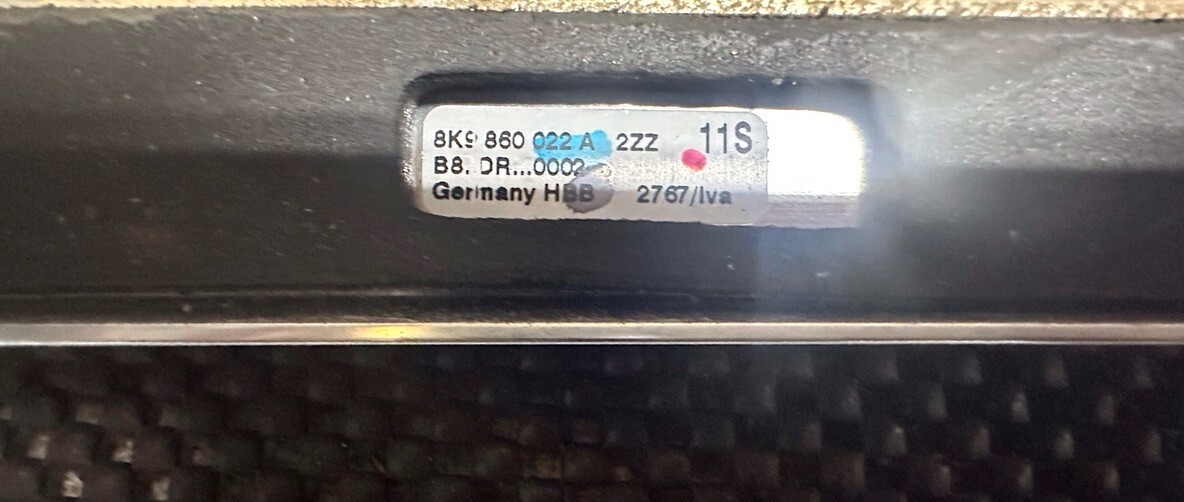 8K9 860 022 A 2ZZ 11S
B8. DR...0002
Germany HBB 2767/Iva